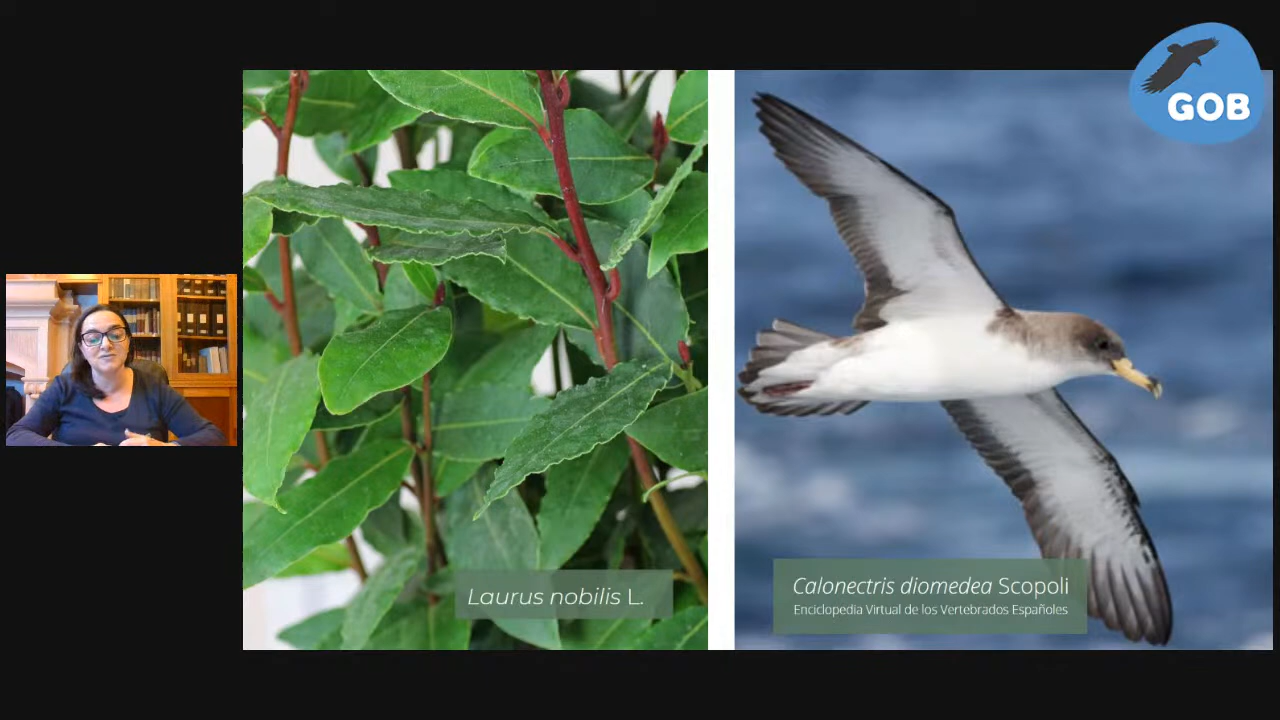 GOB
Laurus nobilis L.
Calonectris diomedea Scopoli
Enciclopedia Virtual de los Vertebrados Españoles